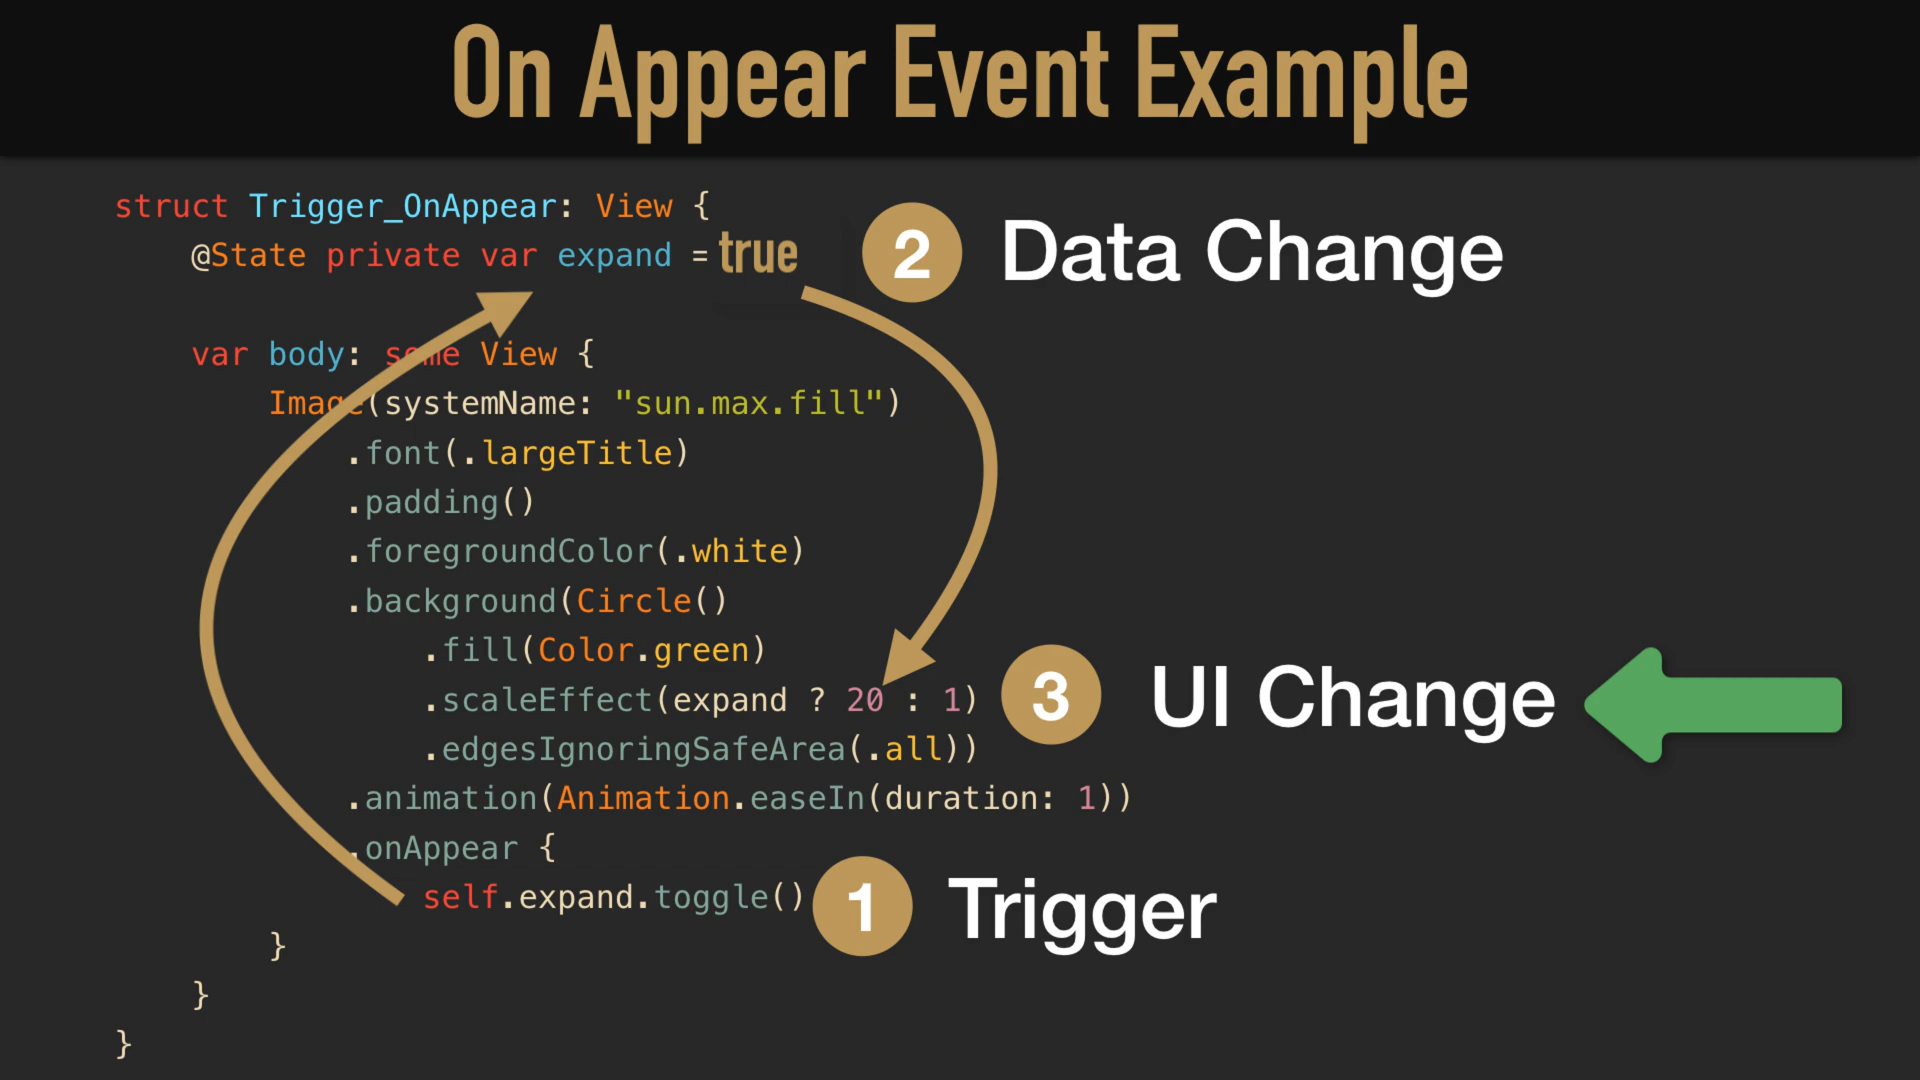 On Appear Event Example
struct Trigger_OnAppear: View {
@State private var expand = true
2 Data Change
var body: some View {
Image(systemName: "sun.max.fill")
.font(.largeTitle)
.padding()
.foregroundColor(.white)
.background(Circle()
.fill(Color.green)
.scaleEffect(expand ? 20 : 1)
3 UI Change
.edgesIgnoringSafeArea(.all))
.animation(Animation.easeIn(duration: 1))
.onAppear {
self.expand.toggle()
1 Trigger
}
}
}